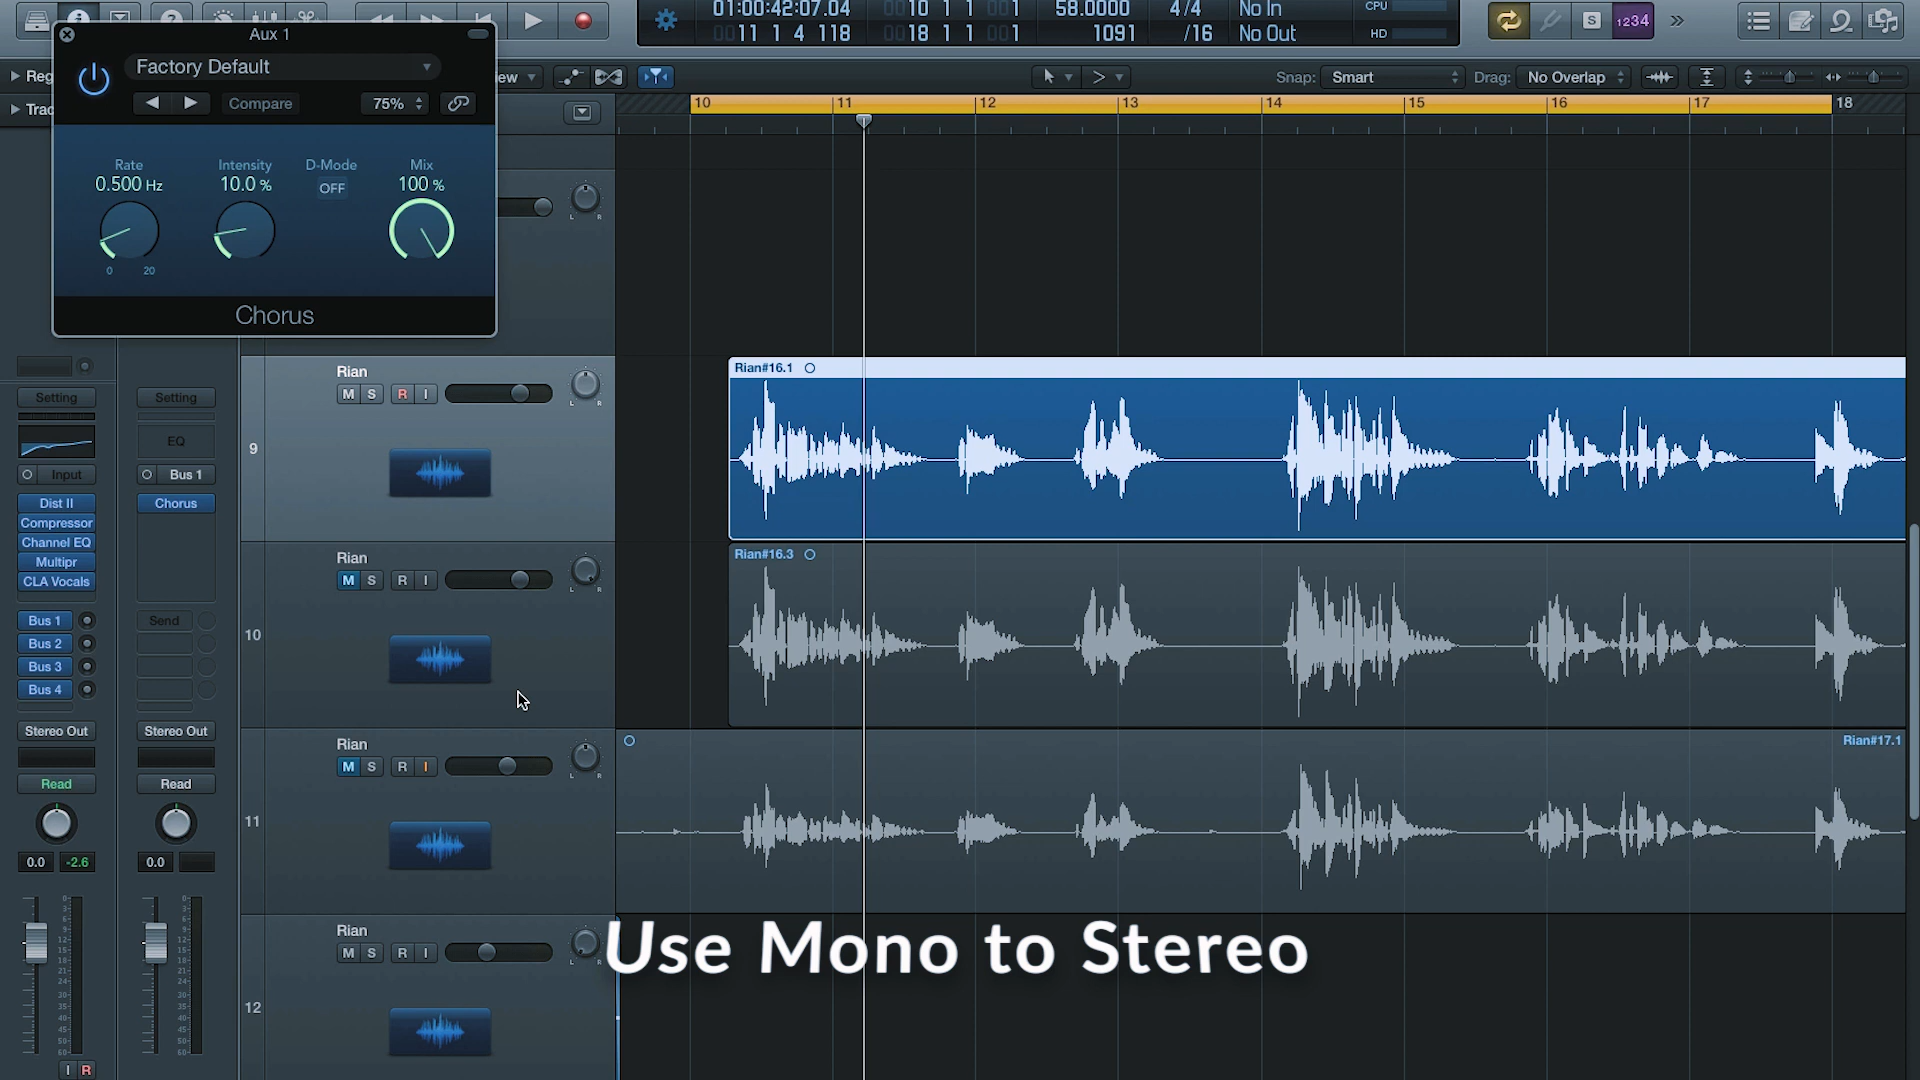 01:00:42:07.04
0010 1 1 001
58.0000
4/4
No In
CPU
0011 1 4 118
0018 1 1 001
1091
/16
No Out
HD
S
1234
Aux 1
Factory Default
Compare
75%
Reg
ew
Snap: Smart
Drag: No Overlap
Trac
10 11 12 13 14 15 16 17 18
Rate
0.500 Hz
0 20
Intensity
10.0 %
D-Mode
OFF
Mix
100 %
Chorus
L R
Setting
Setting
EQ
Input
Bus 1
Dist II
Chorus
Compressor
Channel EQ
Multipr
CLA Vocals
Bus 1
Send
Bus 2
Bus 3
Bus 4
Stereo Out
Stereo Out
Read
Read
0.0 -2.6
0.0
I R
9
Rian
M S R I
L R
Rian#16.1
10
Rian
M S R I
L R
Rian#16.3
11
Rian
M S R I
L R
Rian#17.1
12
Rian
M S R I
L
Use Mono to Stereo